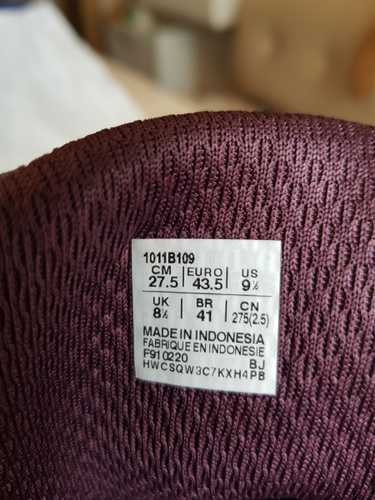 1011B109
CM EURO US
27.5 43.5 9½
UK BR CN
8½ 41 275(2.5)
MADE IN INDONESIA
FABRIQUE EN INDONESIE
F910220 BJ
HWCSQW3C7KXH4PB